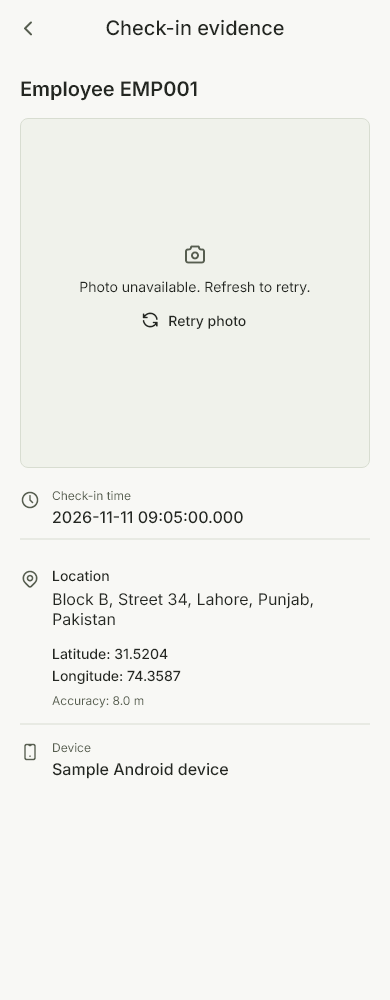 Check-in evidence
Employee EMP001
Photo unavailable. Refresh to retry.
Retry photo
Check-in time
2026-11-11 09:05:00.000
Location
Block B, Street 34, Lahore, Punjab,
Pakistan
Latitude: 31.5204
Longitude: 74.3587
Accuracy: 8.0 m
Device
Sample Android device